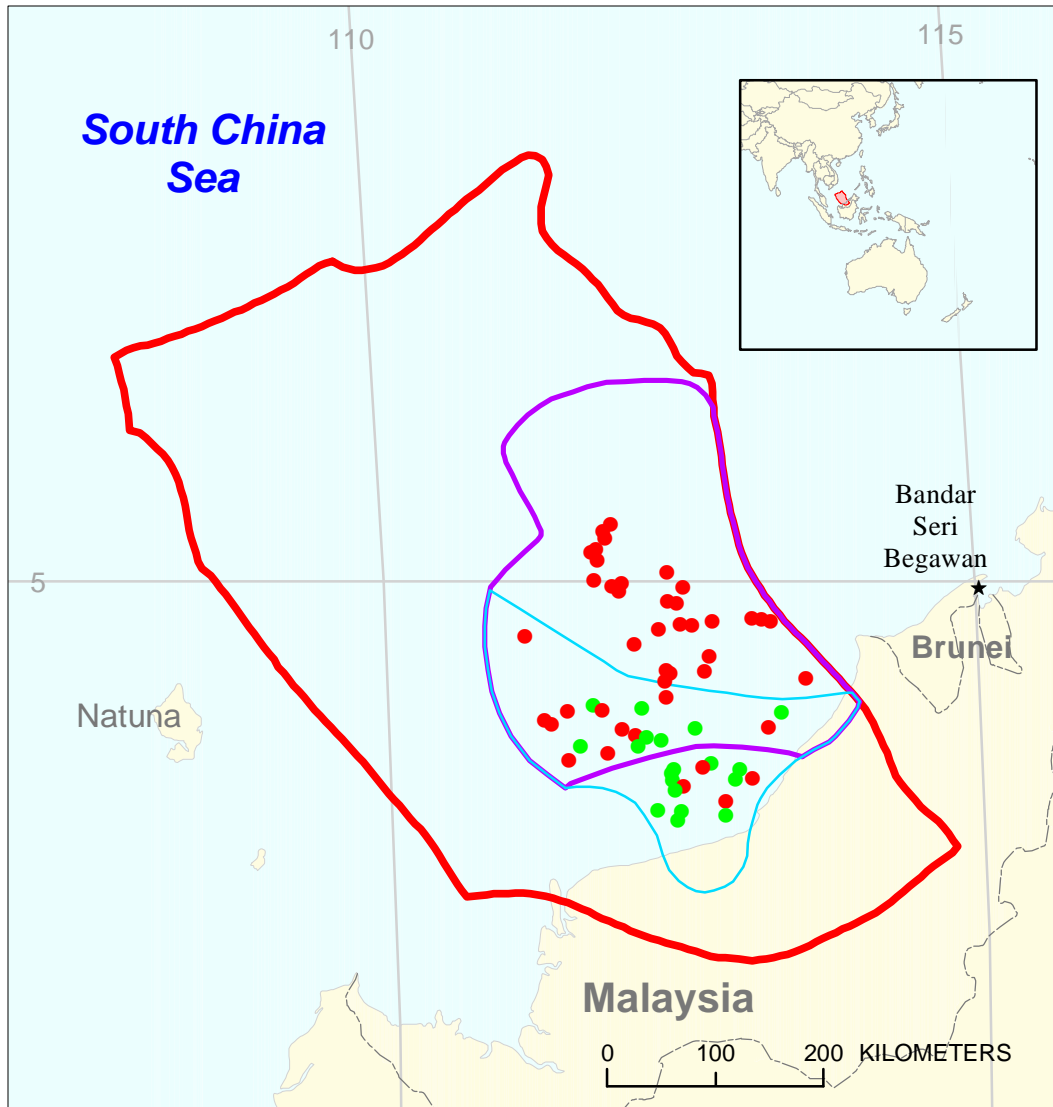 110
115
South China
Sea
Bandar
Seri
Begawan
5
Brunei
Natuna
Malaysia
0 100 200 KILOMETERS